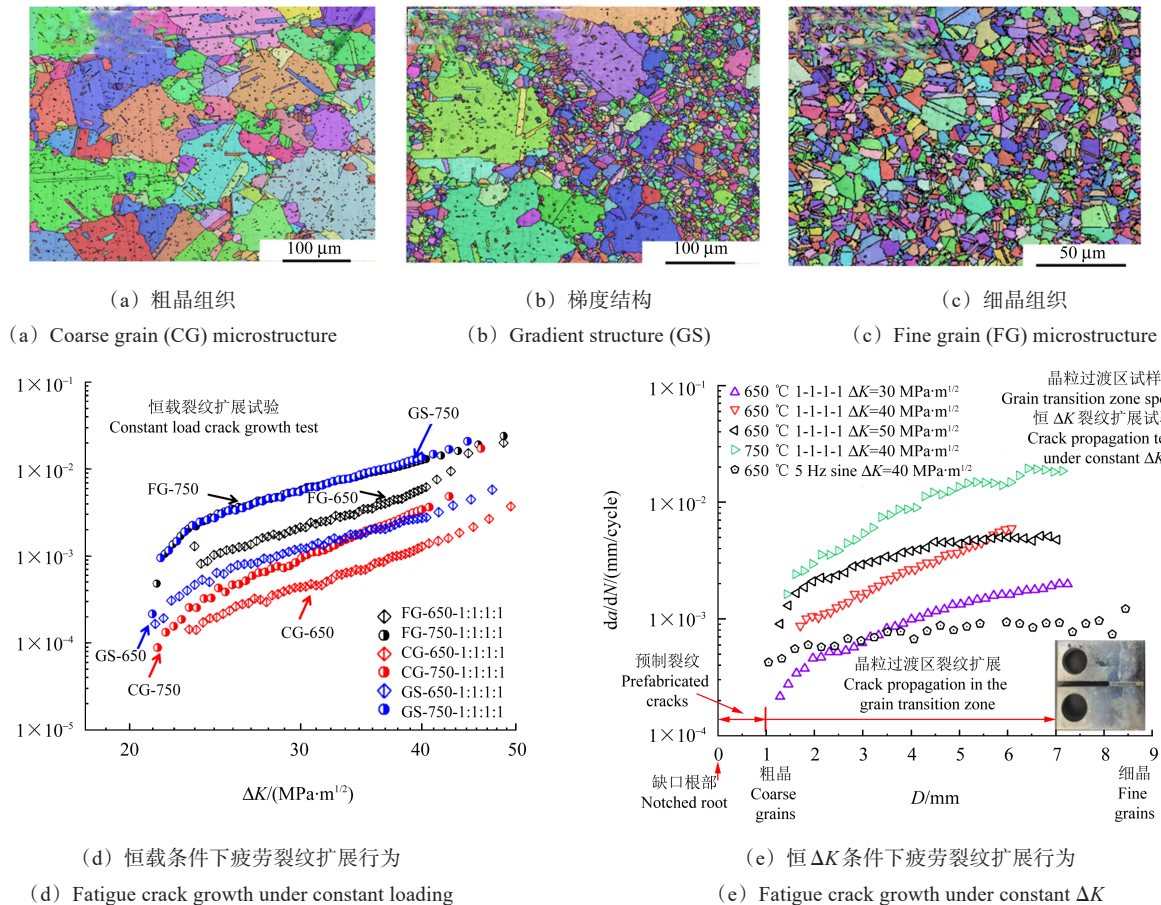 100 μm
100 μm
50 μm
（a）粗晶组织
（b）梯度结构
（c）细晶组织
（a）Coarse grain (CG) microstructure
（b）Gradient structure (GS)
（c）Fine grain (FG) microstructure
1×10⁻¹
1×10⁻²
1×10⁻³
1×10⁻⁴
1×10⁻⁵
恒载裂纹扩展试验
Constant load crack growth test
GS-750
FG-750
FG-650
CG-650
GS-650
CG-750
FG-650-1:1:1:1
FG-750-1:1:1:1
CG-650-1:1:1:1
CG-750-1:1:1:1
GS-650-1:1:1:1
GS-750-1:1:1:1
20 30 40 50
ΔK/(MPa·m^1/2)
da/dN/(mm/cycle)
1×10⁻¹
1×10⁻²
1×10⁻³
1×10⁻⁴
650 ℃ 1-1-1-1 ΔK=30 MPa·m^1/2
650 ℃ 1-1-1-1 ΔK=40 MPa·m^1/2
650 ℃ 1-1-1-1 ΔK=50 MPa·m^1/2
750 ℃ 1-1-1-1 ΔK=40 MPa·m^1/2
650 ℃ 5 Hz sine ΔK=40 MPa·m^1/2
晶粒过渡区试样
Grain transition zone spe
恒 ΔK 裂纹扩展试
Crack propagation te
under constant ΔK
预制裂纹
Prefabricated
cracks
晶粒过渡区裂纹扩展
Crack propagation in the
grain transition zone
0 1 2 3 4 5 6 7 8 9
缺口根部
Notched root
粗晶
Coarse
grains
D/mm
细晶
Fine
grains
（d）恒载条件下疲劳裂纹扩展行为
（e）恒 ΔK 条件下疲劳裂纹扩展行为
（d）Fatigue crack growth under constant loading
（e）Fatigue crack growth under constant ΔK